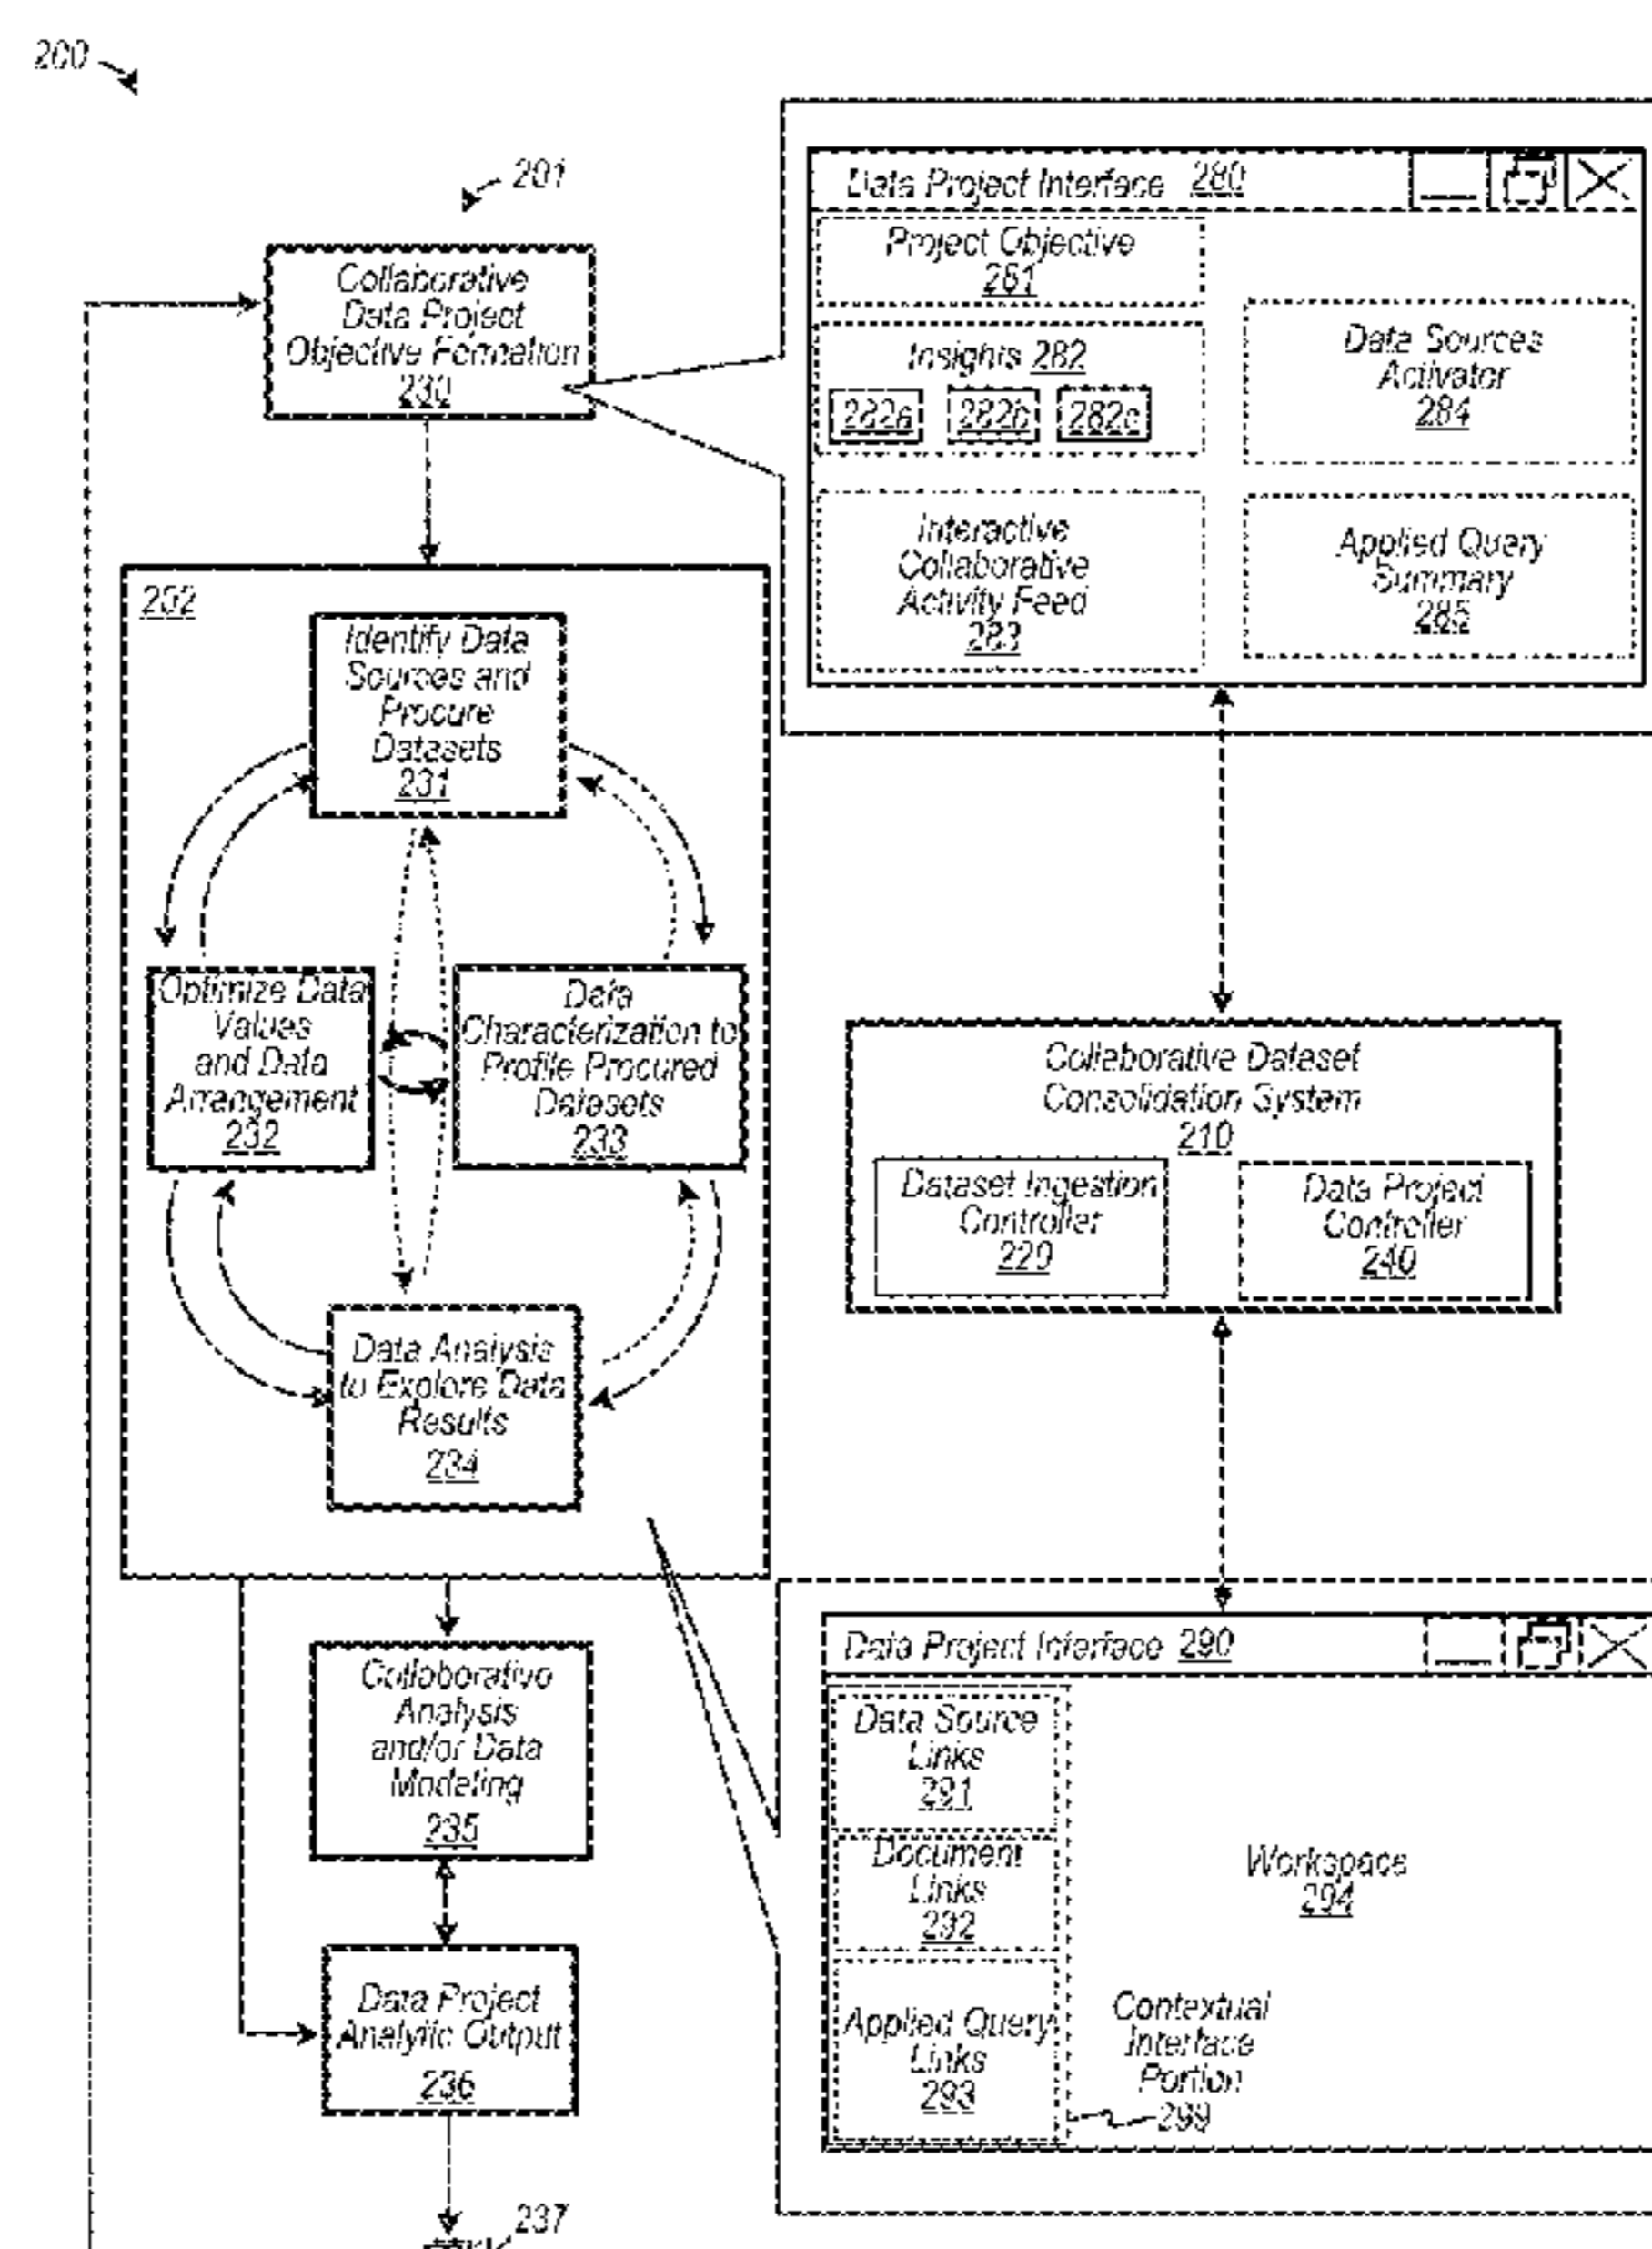 200
201
Collaborative
Data Project
Objective Formation
230
202
Identify Data
Sources and
Procure
Datasets
231
Optimize Data
Values
and Data
Arrangement
232
Data
Characterization to
Profile Procured
Datasets
233
Data Analysis
to Explore Data
Results
234
Collaborative
Analysis
and/or Data
Modeling
235
Data Project
Analytic Output
236
237
Data Project Interface 280
Project Objective
281
Insights 282
282a 282b 282c
Interactive
Collaborative
Activity Feed
283
Data Sources
Activator
284
Applied Query
Summary
285
Collaborative Dataset
Consolidation System
210
Dataset Ingestion
Controller
220
Data Project
Controller
240
Data Project Interface 290
Data Source
Links
291
Document
Links
292
Applied Query
Links
293
Workspace
294
Contextual
Interface
Portion
299